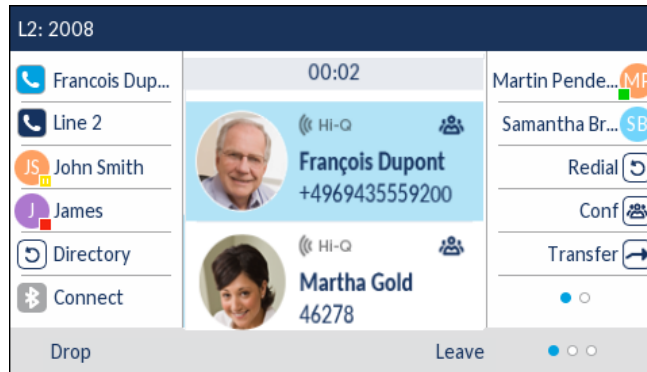 L2: 2008
Francois Dup...
Line 2
JS John Smith
J James
Directory
Connect
00:02
Hi-Q
François Dupont
+4969435559200
Hi-Q
Martha Gold
46278
Martin Pende... MP
Samantha Br... SB
Redial
Conf
Transfer
Drop
Leave